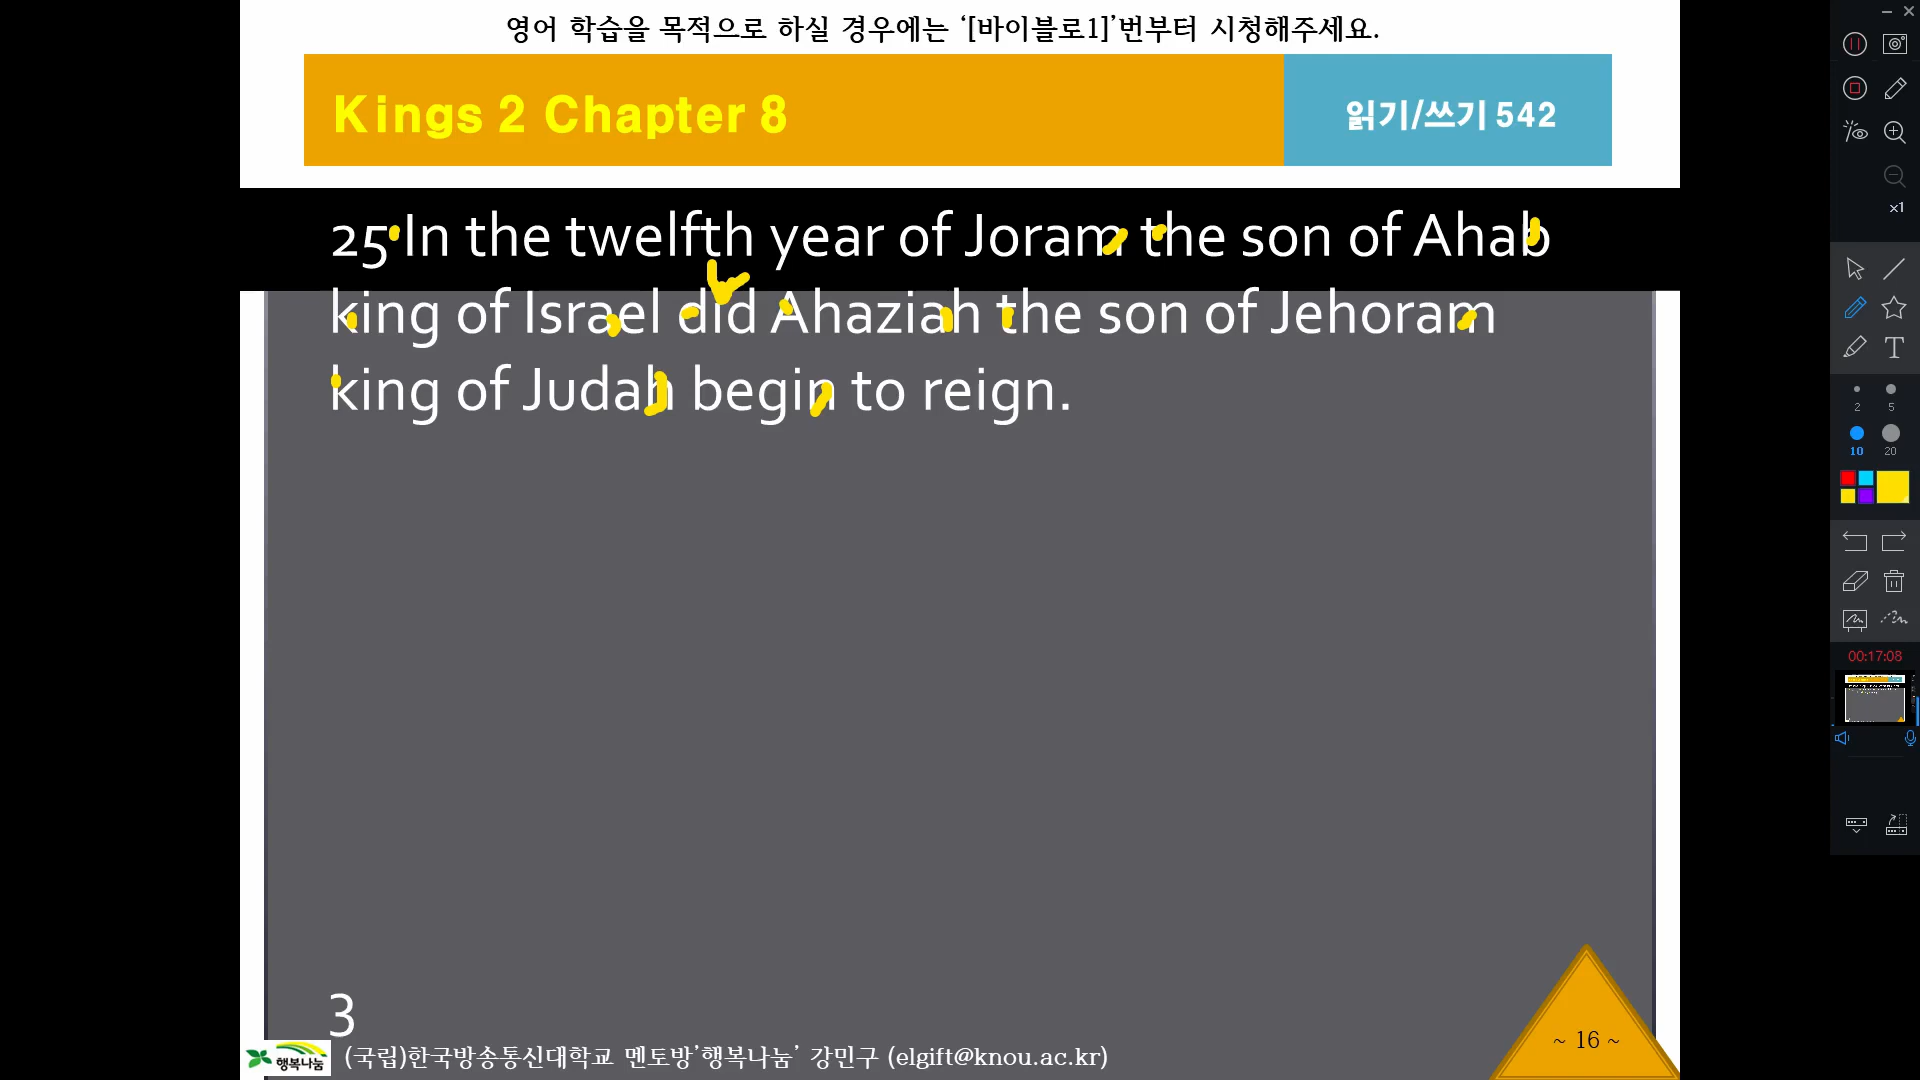 영어 학습을 목적으로 하실 경우에는 ‘[바이블로1]’번부터 시청해주세요.
Kings 2 Chapter 8
읽기/쓰기 542
25 In the twelfth year of Joram the son of Ahab
king of Israel did Ahaziah the son of Jehoram
king of Judah begin to reign.
3
~ 16 ~
행복나눔
(국립)한국방송통신대학교 멘토방’행복나눔’ 강민구 (elgift@knou.ac.kr)
x1
T
2 5
10 20
00:17:08